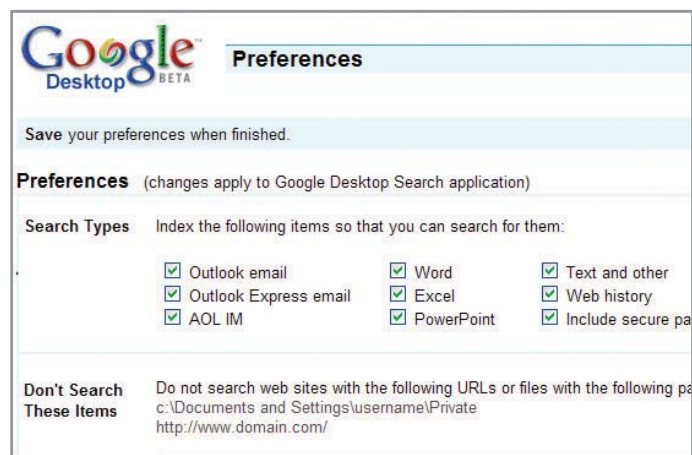 Google™
Desktop BETA
Preferences
Save your preferences when finished.
Preferences (changes apply to Google Desktop Search application)
Search Types Index the following items so that you can search for them:
Outlook email Word Text and other
Outlook Express email Excel Web history
AOL IM PowerPoint Include secure pa
Don't Search These Items
Do not search web sites with the following URLs or files with the following pa
c:\Documents and Settings\username\Private
http://www.domain.com/